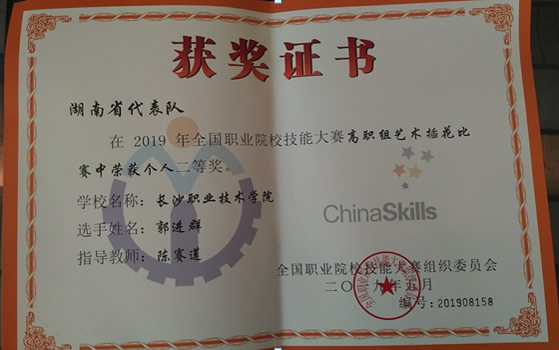 获奖证书
湖南省代表队
在 2019 年全国职业院校技能大赛高职组艺术插花比
赛中荣获个人二等奖。
学校名称：长沙职业技术学院
选手姓名：郭进群
指导教师：陈赛莲
ChinaSkills
全国职业院校技能大赛组织委员会
二〇一九年五月
编号：201908158